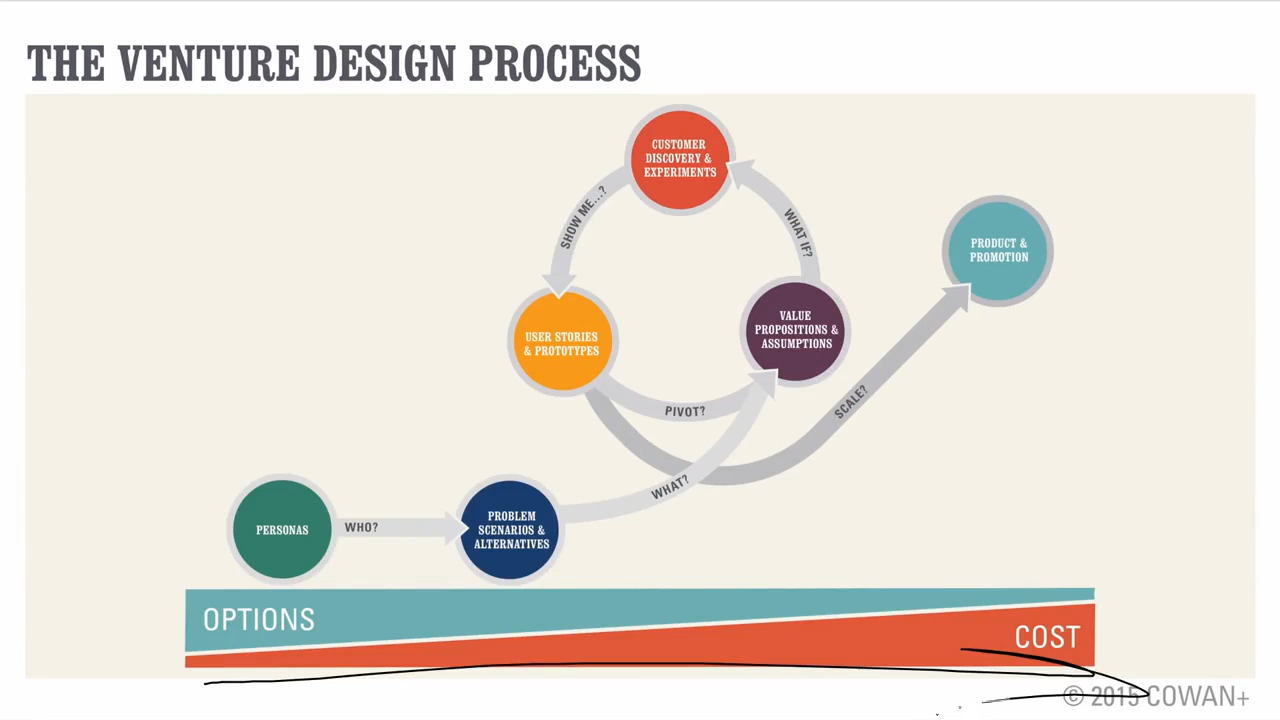 THE VENTURE DESIGN PROCESS
CUSTOMER
DISCOVERY &
EXPERIMENTS
SHOW ME...?
WHAT IF?
PRODUCT &
PROMOTION
USER STORIES
& PROTOTYPES
VALUE
PROPOSITIONS &
ASSUMPTIONS
PIVOT?
SCALE?
WHAT?
PERSONAS
WHO?
PROBLEM
SCENARIOS &
ALTERNATIVES
OPTIONS
COST
© 2015 COWAN+